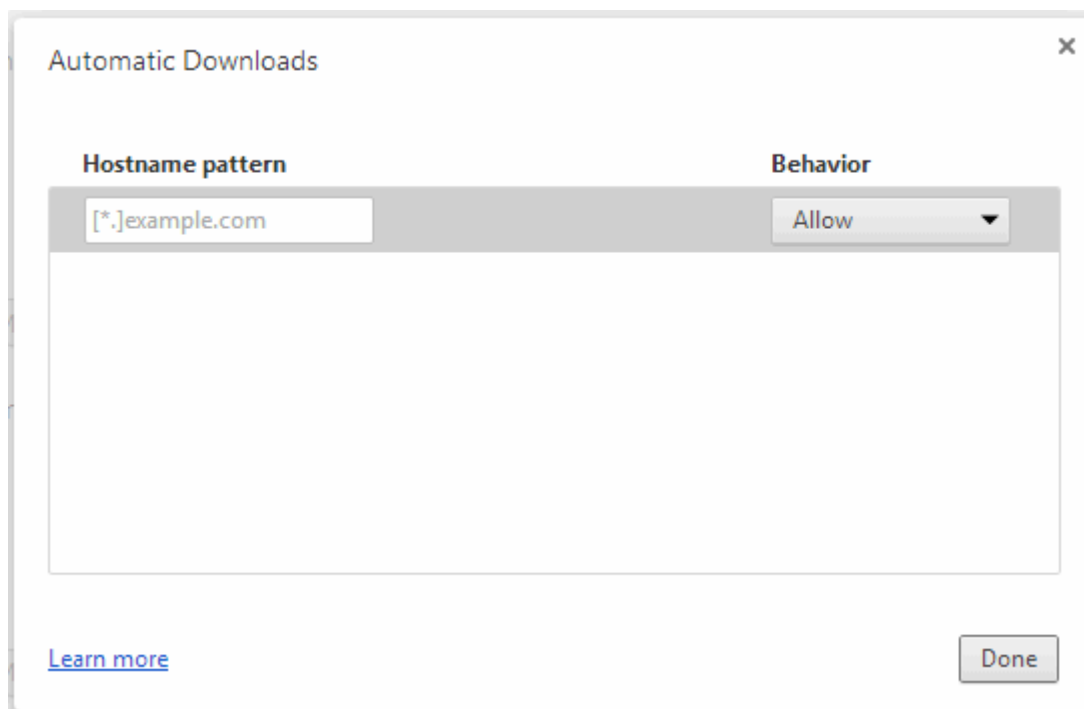 Automatic Downloads
Hostname pattern Behavior
[*.]example.com Allow
Learn more Done